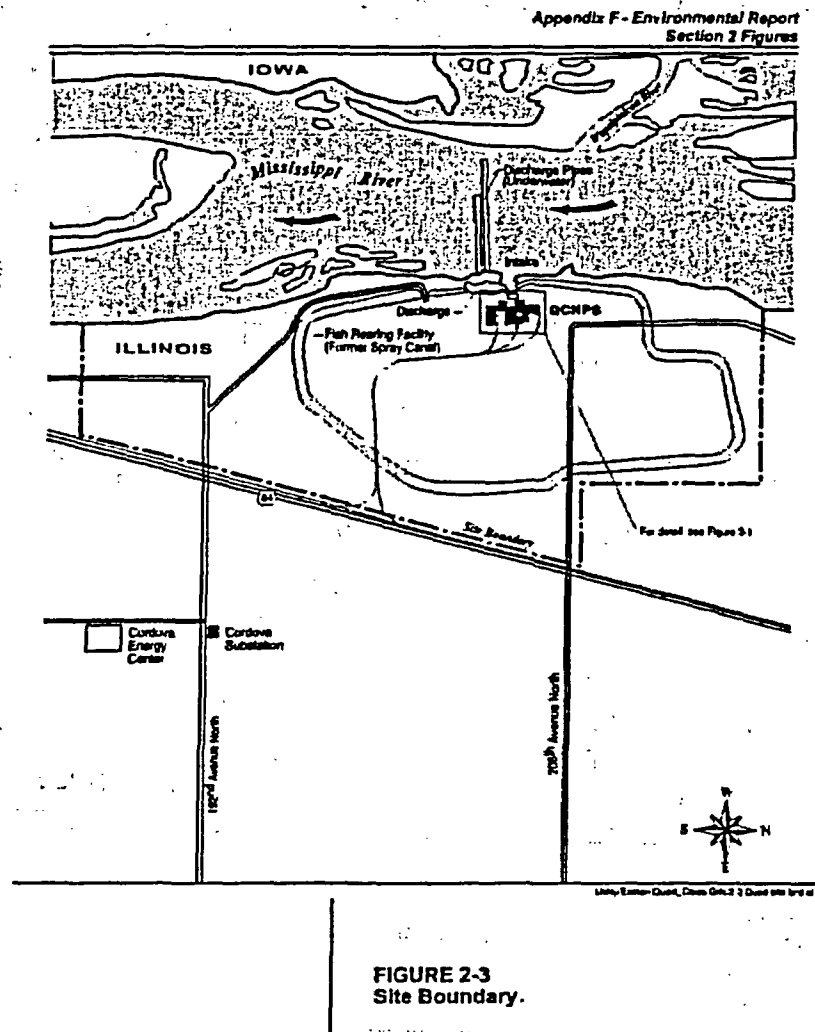 Appendix F - Environmental Report
Section 2 Figures
IOWA
Mississippi River
Discharge Pipes
(Underwater)
Intake
Discharge
QCNPS
Fish Rearing Facility
(Former Spray Canal)
ILLINOIS
84
Site Boundary
For detail see Figure 3-1
Cordova
Energy
Center
Cordova
Substation
192nd Avenue North
206th Avenue North
W
S
N
E
FIGURE 2-3
Site Boundary.